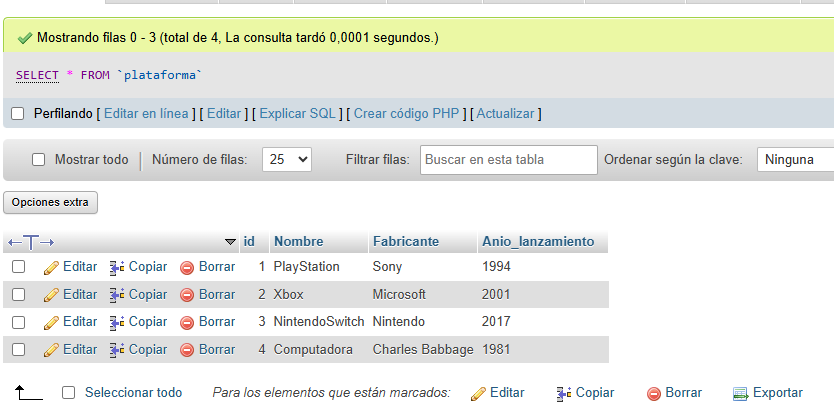 Mostrando filas 0 - 3 (total de 4, La consulta tardó 0,0001 segundos.)
SELECT * FROM `plataforma`
Perfilando [ Editar en línea ] [ Editar ] [ Explicar SQL ] [ Crear código PHP ] [ Actualizar ]
Mostrar todo Número de filas: 25 Filtrar filas: Buscar en esta tabla Ordenar según la clave: Ninguna
Opciones extra
id Nombre Fabricante Anio_lanzamiento
Editar Copiar Borrar 1 PlayStation Sony 1994
Editar Copiar Borrar 2 Xbox Microsoft 2001
Editar Copiar Borrar 3 NintendoSwitch Nintendo 2017
Editar Copiar Borrar 4 Computadora Charles Babbage 1981
Seleccionar todo Para los elementos que están marcados: Editar Copiar Borrar Exportar